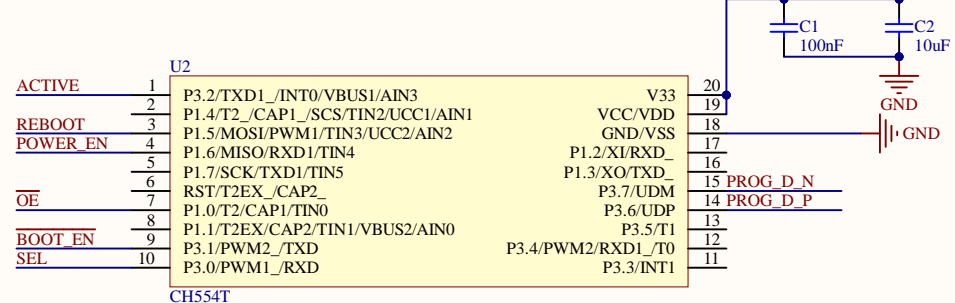 C1
100nF
C2
10uF
GND
U2
ACTIVE 1 P3.2/TXD1_/INT0/VBUS1/AIN3 V33 20
2 P1.4/T2_/CAP1_/SCS/TIN2/UCC1/AIN1 VCC/VDD 19
REBOOT 3 P1.5/MOSI/PWM1/TIN3/UCC2/AIN2 GND/VSS 18 GND
POWER_EN 4 P1.6/MISO/RXD1/TIN4 P1.2/XI/RXD_ 17
5 P1.7/SCK/TXD1/TIN5 P1.3/XO/TXD_ 16
6 RST/T2EX_/CAP2_ P3.7/UDM 15 PROG_D_N
OE 7 P1.0/T2/CAP1/TIN0 P3.6/UDP 14 PROG_D_P
8 P1.1/T2EX/CAP2/TIN1/VBUS2/AIN0 P3.5/T1 13
BOOT_EN 9 P3.1/PWM2_/TXD P3.4/PWM2/RXD1_/T0 12
SEL 10 P3.0/PWM1_/RXD P3.3/INT1 11
CH554T